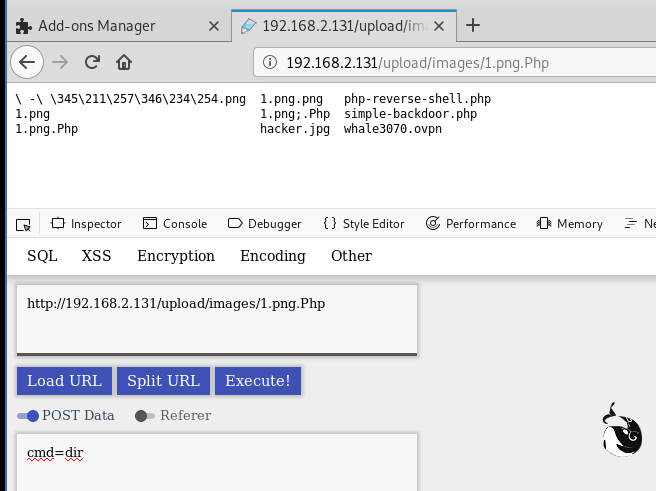 Add-ons Manager
192.168.2.131/upload/im
192.168.2.131/upload/images/1.png.Php
\ -\ \345\211\257\346\234\254.png 1.png.png php-reverse-shell.php
1.png 1.png;.Php simple-backdoor.php
1.png.Php hacker.jpg whale3070.ovpn
Inspector Console Debugger { } Style Editor Performance Memory Ne
SQL XSS Encryption Encoding Other
http://192.168.2.131/upload/images/1.png.Php
Load URL Split URL Execute!
POST Data Referer
cmd=dir